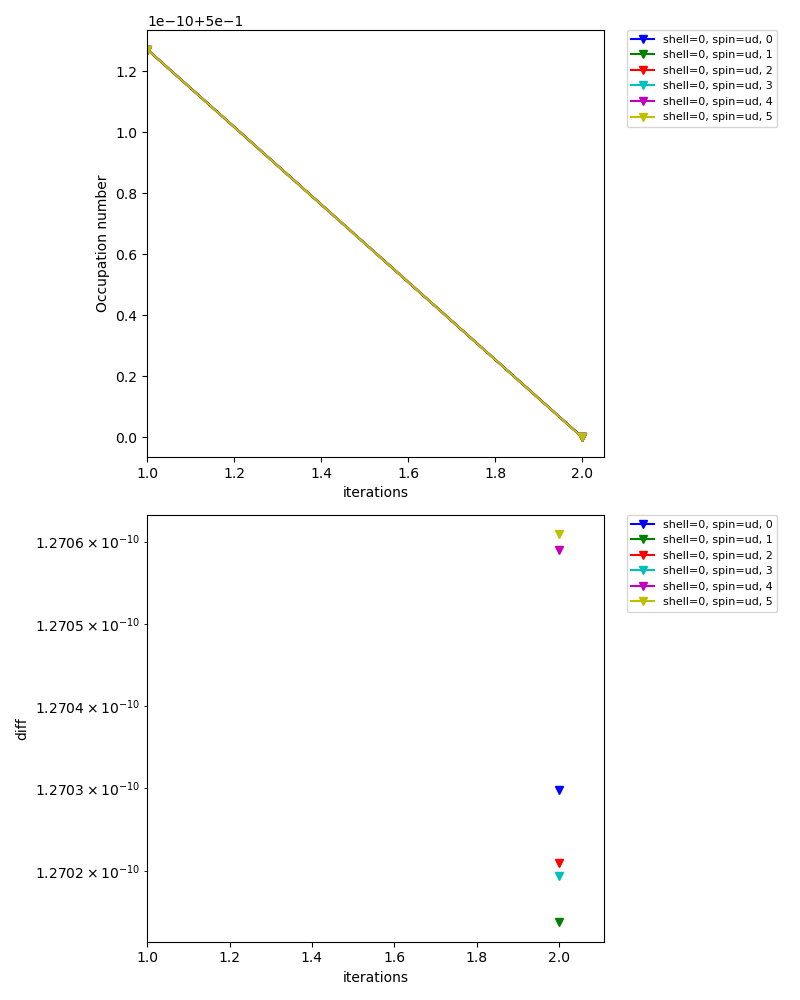 1e−10+5e−1
1.2
1.0
0.8
0.6
0.4
0.2
0.0
Occupation number
1.0 1.2 1.4 1.6 1.8 2.0
iterations
shell=0, spin=ud, 0
shell=0, spin=ud, 1
shell=0, spin=ud, 2
shell=0, spin=ud, 3
shell=0, spin=ud, 4
shell=0, spin=ud, 5
1.2706 × 10⁻¹⁰
1.2705 × 10⁻¹⁰
1.2704 × 10⁻¹⁰
1.2703 × 10⁻¹⁰
1.2702 × 10⁻¹⁰
diff
1.0 1.2 1.4 1.6 1.8 2.0
iterations
shell=0, spin=ud, 0
shell=0, spin=ud, 1
shell=0, spin=ud, 2
shell=0, spin=ud, 3
shell=0, spin=ud, 4
shell=0, spin=ud, 5